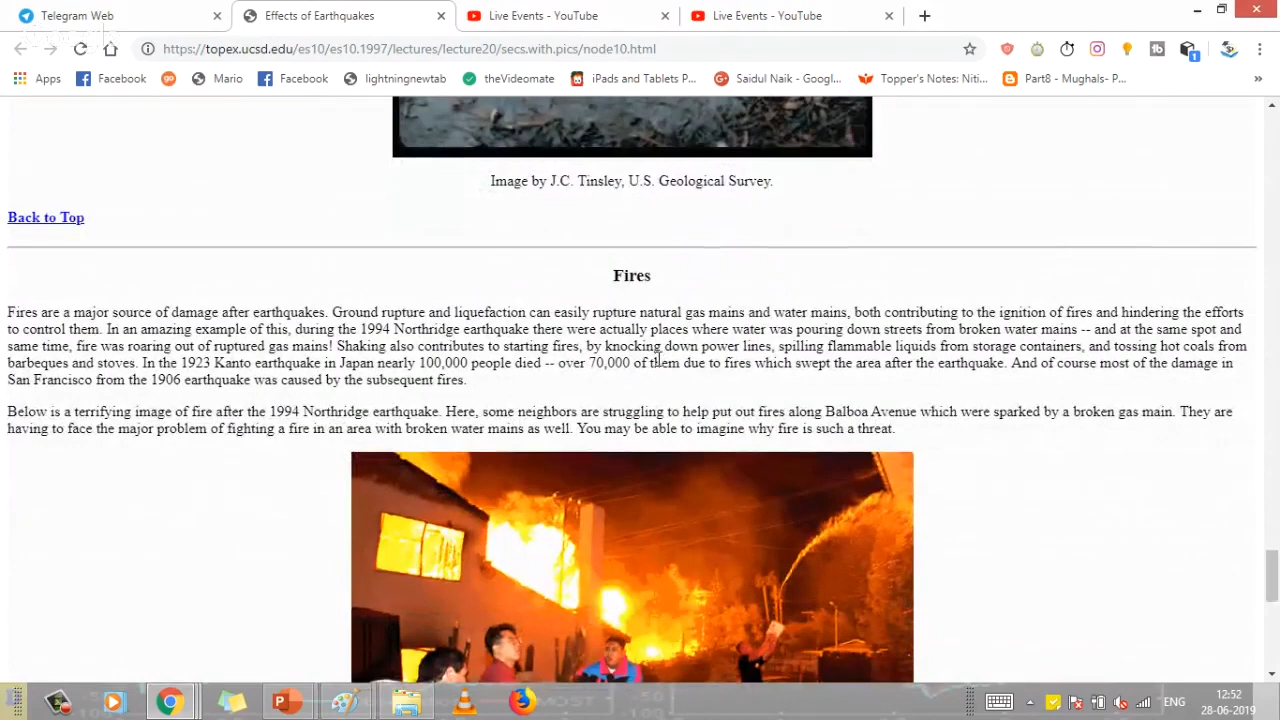 Telegram Web
Effects of Earthquakes
Live Events - YouTube
Live Events - YouTube
https://topex.ucsd.edu/es10/es10.1997/lectures/lecture20/secs.with.pics/node10.html
Apps
Facebook
Mario
Facebook
lightningnewtab
theVideomate
iPads and Tablets P...
Saidul Naik - Googl...
Topper's Notes: Niti...
Part8 - Mughals- P...
Image by J.C. Tinsley, U.S. Geological Survey.
Back to Top
Fires
Fires are a major source of damage after earthquakes. Ground rupture and liquefaction can easily rupture natural gas mains and water mains, both contributing to the ignition of fires and hindering the efforts
to control them. In an amazing example of this, during the 1994 Northridge earthquake there were actually places where water was pouring down streets from broken water mains -- and at the same spot and
same time, fire was roaring out of ruptured gas mains! Shaking also contributes to starting fires, by knocking down power lines, spilling flammable liquids from storage containers, and tossing hot coals from
barbeques and stoves. In the 1923 Kanto earthquake in Japan nearly 100,000 people died -- over 70,000 of them due to fires which swept the area after the earthquake. And of course most of the damage in
San Francisco from the 1906 earthquake was caused by the subsequent fires.
Below is a terrifying image of fire after the 1994 Northridge earthquake. Here, some neighbors are struggling to help put out fires along Balboa Avenue which were sparked by a broken gas main. They are
having to face the major problem of fighting a fire in an area with broken water mains as well. You may be able to imagine why fire is such a threat.
ENG
12:52
28-06-2019